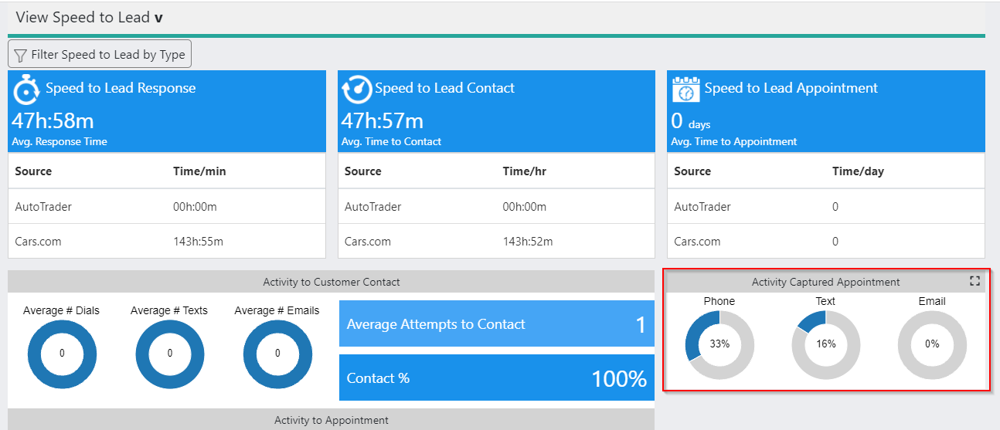 View Speed to Lead v
Filter Speed to Lead by Type
Speed to Lead Response
47h:58m
Avg. Response Time
Source Time/min
AutoTrader 00h:00m
Cars.com 143h:55m
Speed to Lead Contact
47h:57m
Avg. Time to Contact
Source Time/hr
AutoTrader 00h:00m
Cars.com 143h:52m
Speed to Lead Appointment
0 days
Avg. Time to Appointment
Source Time/day
AutoTrader 0
Cars.com 0
Activity to Customer Contact
Average # Dials Average # Texts Average # Emails
0 0 0
Average Attempts to Contact 1
Contact % 100%
Activity Captured Appointment
Phone Text Email
33% 16% 0%
Activity to Appointment